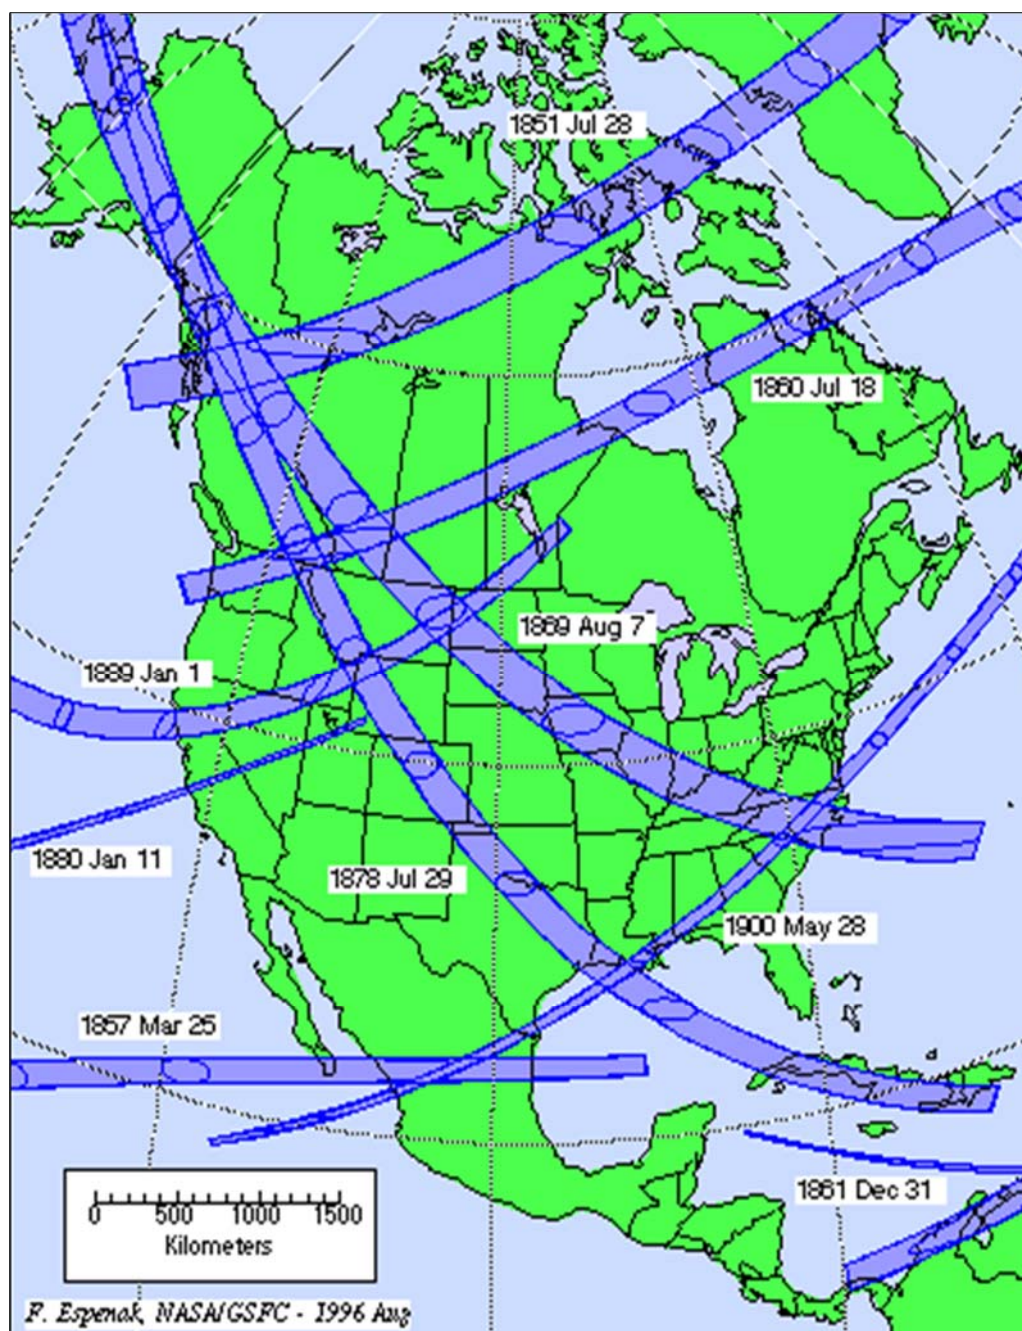 1851 Jul 28
1860 Jul 18
1869 Aug 7
1889 Jan 1
1880 Jan 11
1878 Jul 29
1900 May 28
1857 Mar 25
1861 Dec 31
0 500 1000 1500
Kilometers
F. Espenak, NASA/GSFC - 1996 Aug